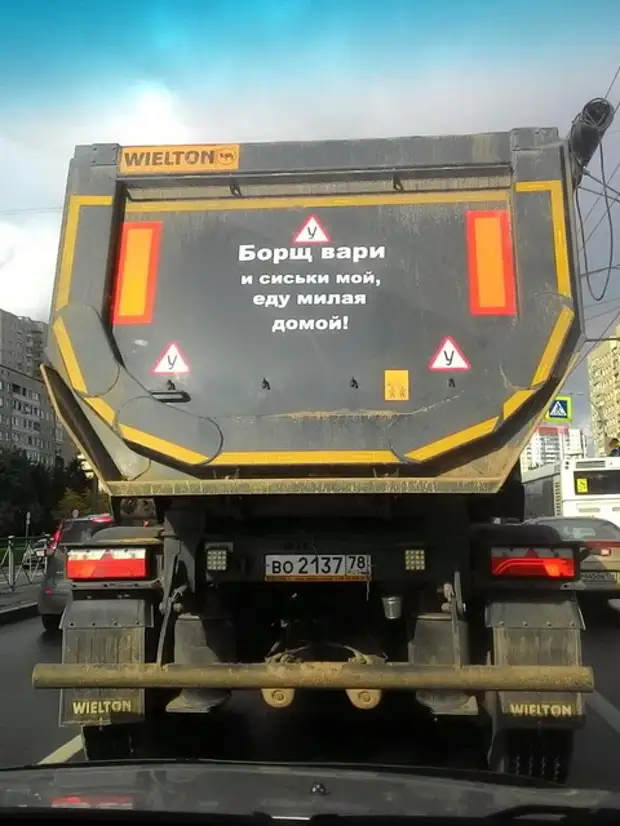 WIELTON
У
Борщ вари
и сиськи мой,
еду милая
домой!
У
У
ВО 2137 78
WIELTON
WIELTON